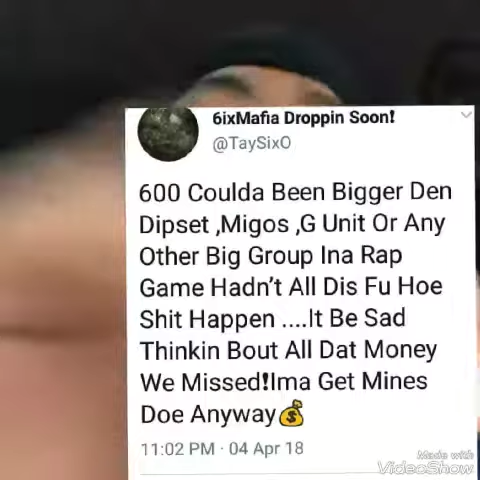 6ixMafia Droppin Soon!
@TaySixO
600 Coulda Been Bigger Den
Dipset ,Migos ,G Unit Or Any
Other Big Group Ina Rap
Game Hadn't All Dis Fu Hoe
Shit Happen ....It Be Sad
Thinkin Bout All Dat Money
We Missed!Ima Get Mines
Doe Anyway💰
11:02 PM · 04 Apr 18
Made with
VideoShow